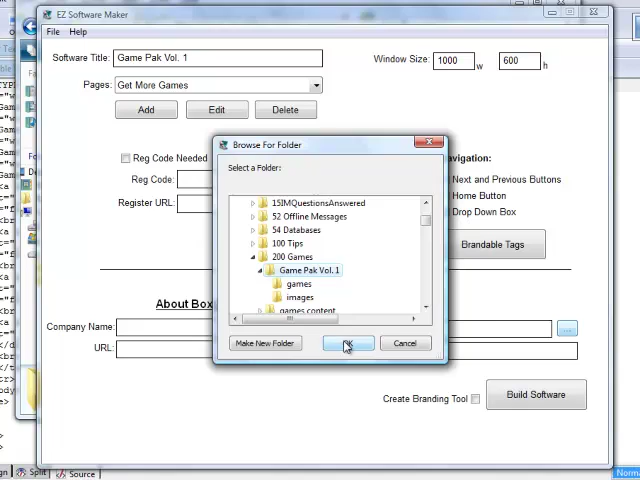 EZ Software Maker
File Help
Software Title: Game Pak Vol. 1
Window Size: 1000 w 600 h
Pages: Get More Games
Add Edit Delete
Browse For Folder
Select a Folder:
Reg Code Needed
Reg Code:
Register URL:
Next and Previous Buttons
Home Button
Drop Down Box
Brandable Tags
15IMQuestionsAnswered
52 Offline Messages
54 Databases
100 Tips
200 Games
Game Pak Vol. 1
games
images
games content
Make New Folder
Cancel
About Box
Company Name:
URL:
...
Create Branding Tool
Build Software
Split Source